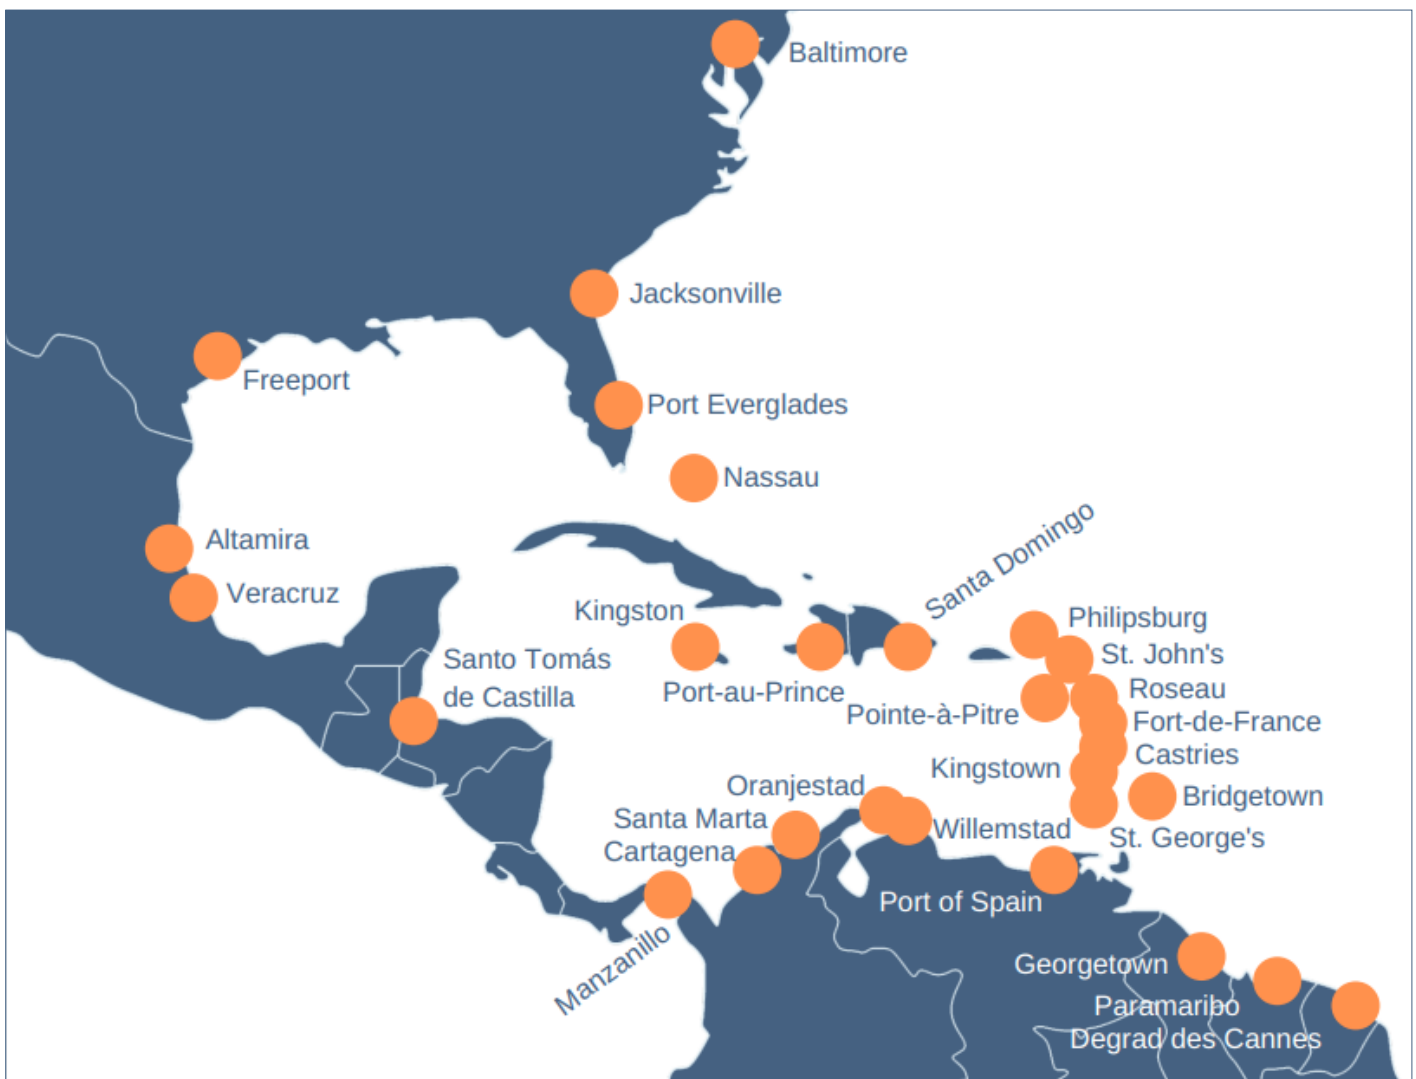 Baltimore
Jacksonville
Freeport
Port Everglades
Nassau
Altamira
Santa Domingo
Veracruz
Kingston
Philipsburg
Santo Tomás
de Castilla
St. John's
Port-au-Prince
Roseau
Pointe-à-Pitre
Fort-de-France
Castries
Kingstown
Oranjestad
Bridgetown
Santa Marta
Willemstad
St. George's
Cartagena
Port of Spain
Manzanillo
Georgetown
Paramaribo
Degrad des Cannes